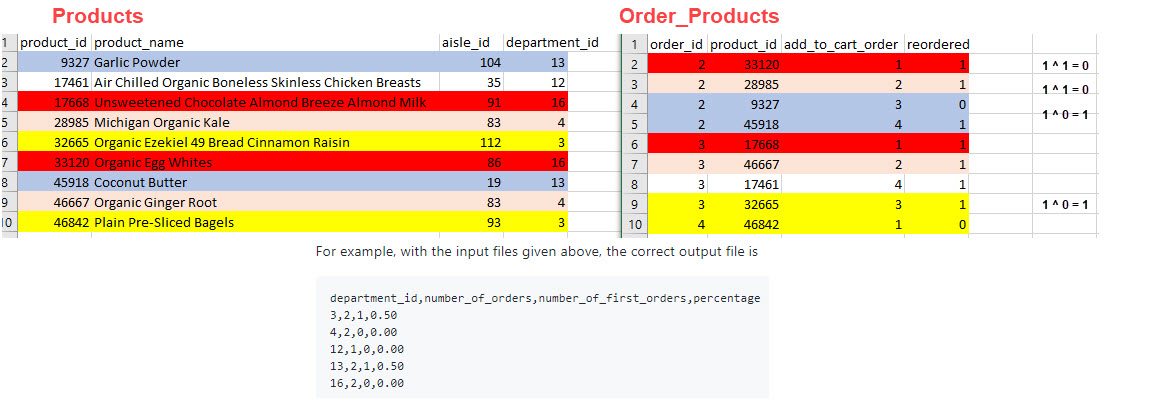 Products
Order_Products
1 product_id product_name aisle_id department_id
2 9327 Garlic Powder 104 13
3 17461 Air Chilled Organic Boneless Skinless Chicken Breasts 35 12
4 17668 Unsweetened Chocolate Almond Breeze Almond Milk 91 16
5 28985 Michigan Organic Kale 83 4
6 32665 Organic Ezekiel 49 Bread Cinnamon Raisin 112 3
7 33120 Organic Egg Whites 86 16
8 45918 Coconut Butter 19 13
9 46667 Organic Ginger Root 83 4
10 46842 Plain Pre-Sliced Bagels 93 3
1 order_id product_id add_to_cart_order reordered
2 2 33120 1 1 1 ^ 1 = 0
3 2 28985 2 1 1 ^ 1 = 0
4 2 9327 3 0 1 ^ 0 = 1
5 2 45918 4 1
6 3 17668 1 1
7 3 46667 2 1
8 3 17461 4 1
9 3 32665 3 1 1 ^ 0 = 1
10 4 46842 1 0
For example, with the input files given above, the correct output file is
department_id,number_of_orders,number_of_first_orders,percentage
3,2,1,0.50
4,2,0,0.00
12,1,0,0.00
13,2,1,0.50
16,2,0,0.00